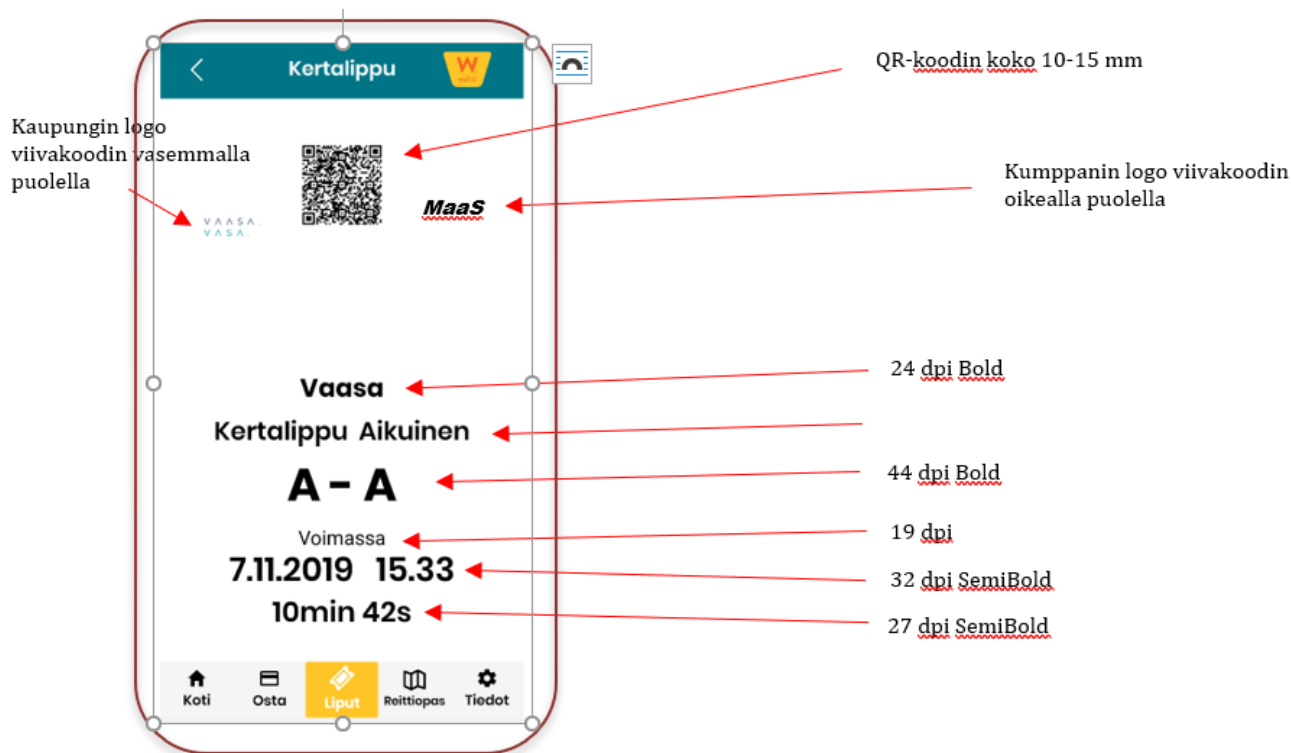 Kertalippu
W
waltti
QR-koodin koko 10-15 mm
Kaupungin logo
viivakoodin vasemmalla
puolella
Kumppanin logo viivakoodin
oikealla puolella
MaaS
VAASA.
VASA.
Vaasa
24 dpi Bold
Kertalippu Aikuinen
A - A
44 dpi Bold
Voimassa
19 dpi
7.11.2019 15.33
32 dpi SemiBold
10min 42s
27 dpi SemiBold
Koti Osta Liput Reittiopas Tiedot